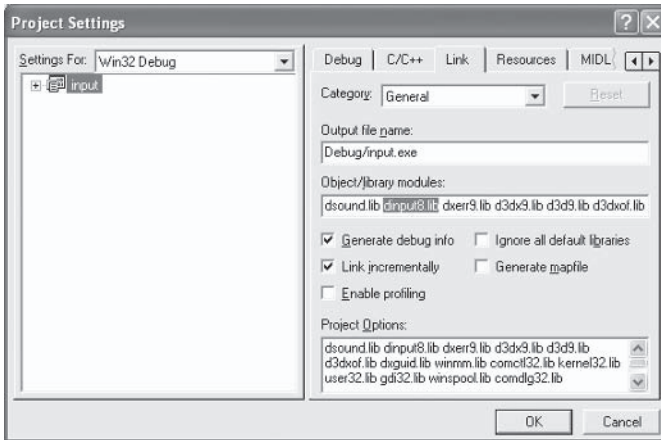 Project Settings
Settings For: Win32 Debug
input
Debug C/C++ Link Resources MIDL
Category: General
Reset
Output file name:
Debug/input.exe
Object/library modules:
dsound.lib dinput8.lib dxerr9.lib d3dx9.lib d3d9.lib d3dxof.lib
Generate debug info Ignore all default libraries
Link incrementally Generate mapfile
Enable profiling
Project Options:
dsound.lib dinput8.lib dxerr9.lib d3dx9.lib d3d9.lib
d3dxof.lib dxguid.lib winmm.lib comctl32.lib kernel32.lib
user32.lib gdi32.lib winspool.lib comdlg32.lib
OK Cancel